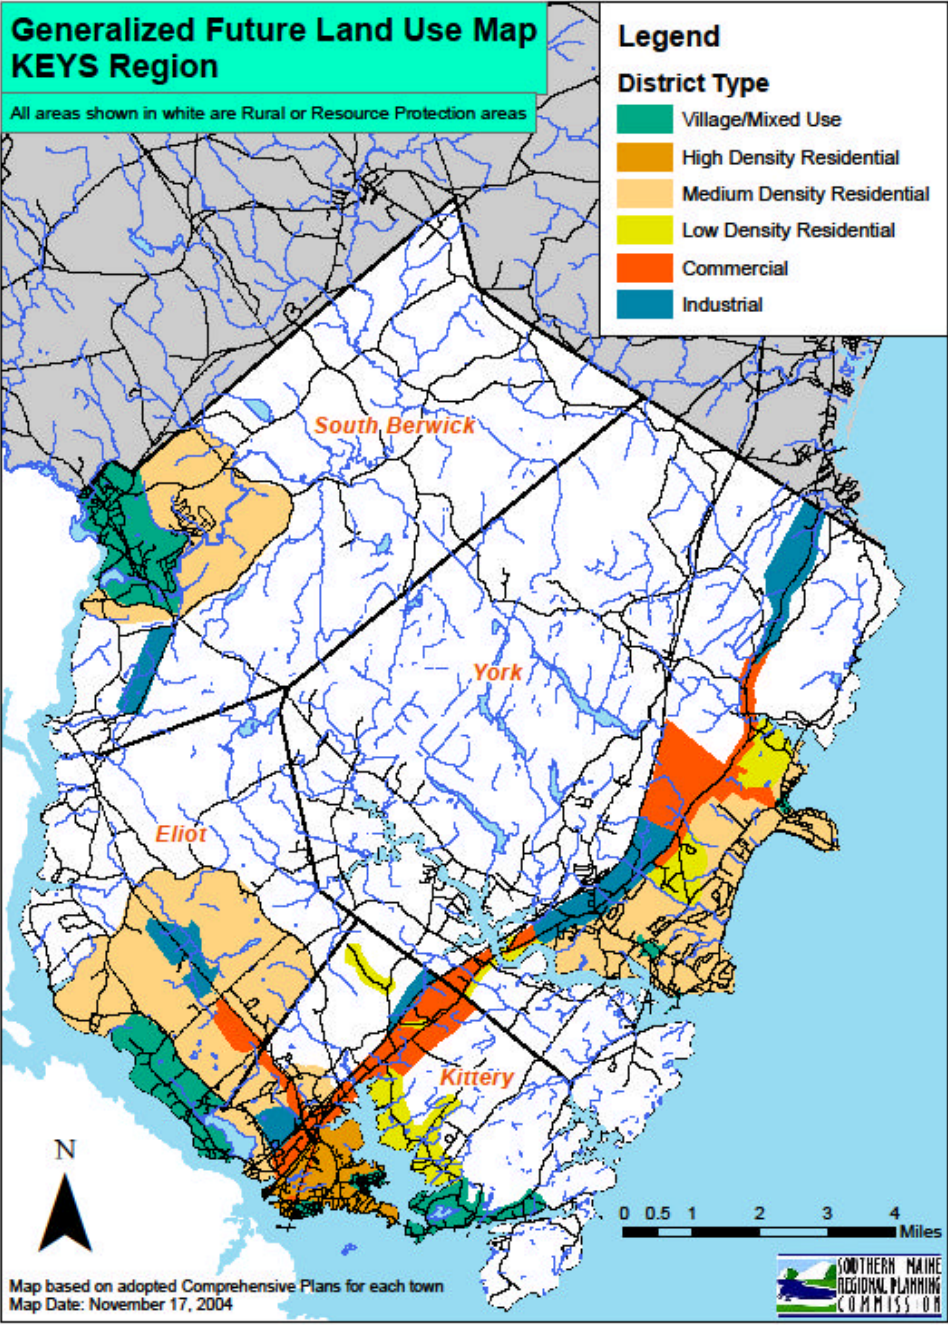 Generalized Future Land Use Map
KEYS Region
All areas shown in white are Rural or Resource Protection areas
Legend
District Type
Village/Mixed Use
High Density Residential
Medium Density Residential
Low Density Residential
Commercial
Industrial
South Berwick
York
Eliot
Kittery
N
0 0.5 1 2 3 4
Miles
Map based on adopted Comprehensive Plans for each town
Map Date: November 17, 2004
SOUTHERN MAINE
REGIONAL PLANNING
COMMISSION